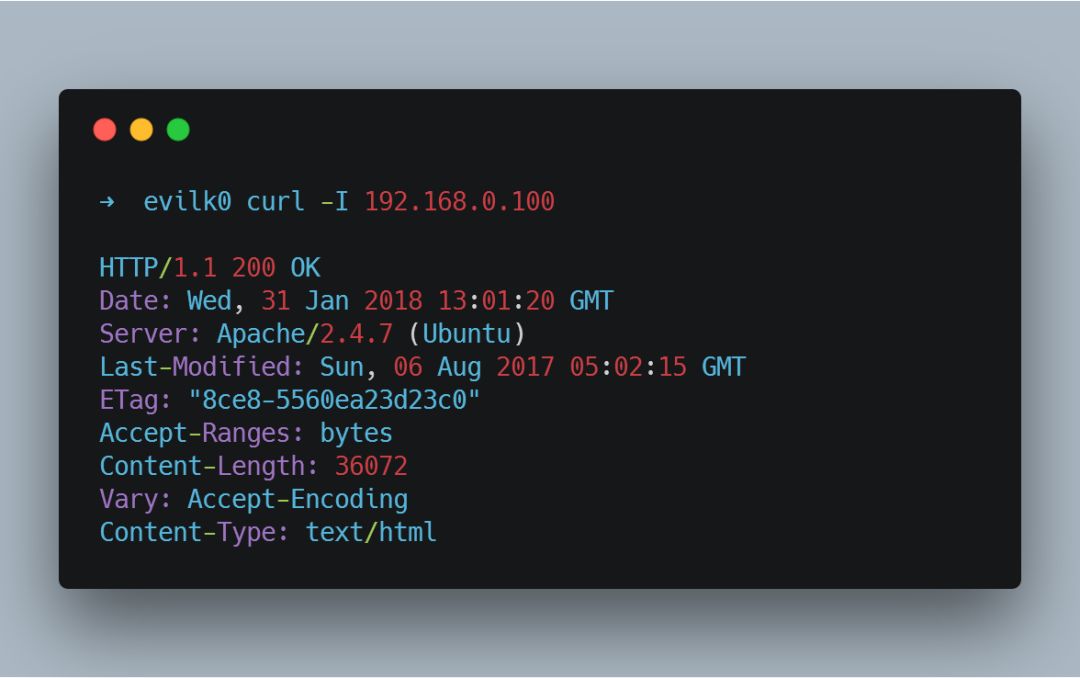 ➜ evilk0 curl -I 192.168.0.100
HTTP/1.1 200 OK
Date: Wed, 31 Jan 2018 13:01:20 GMT
Server: Apache/2.4.7 (Ubuntu)
Last-Modified: Sun, 06 Aug 2017 05:02:15 GMT
ETag: "8ce8-5560ea23d23c0"
Accept-Ranges: bytes
Content-Length: 36072
Vary: Accept-Encoding
Content-Type: text/html